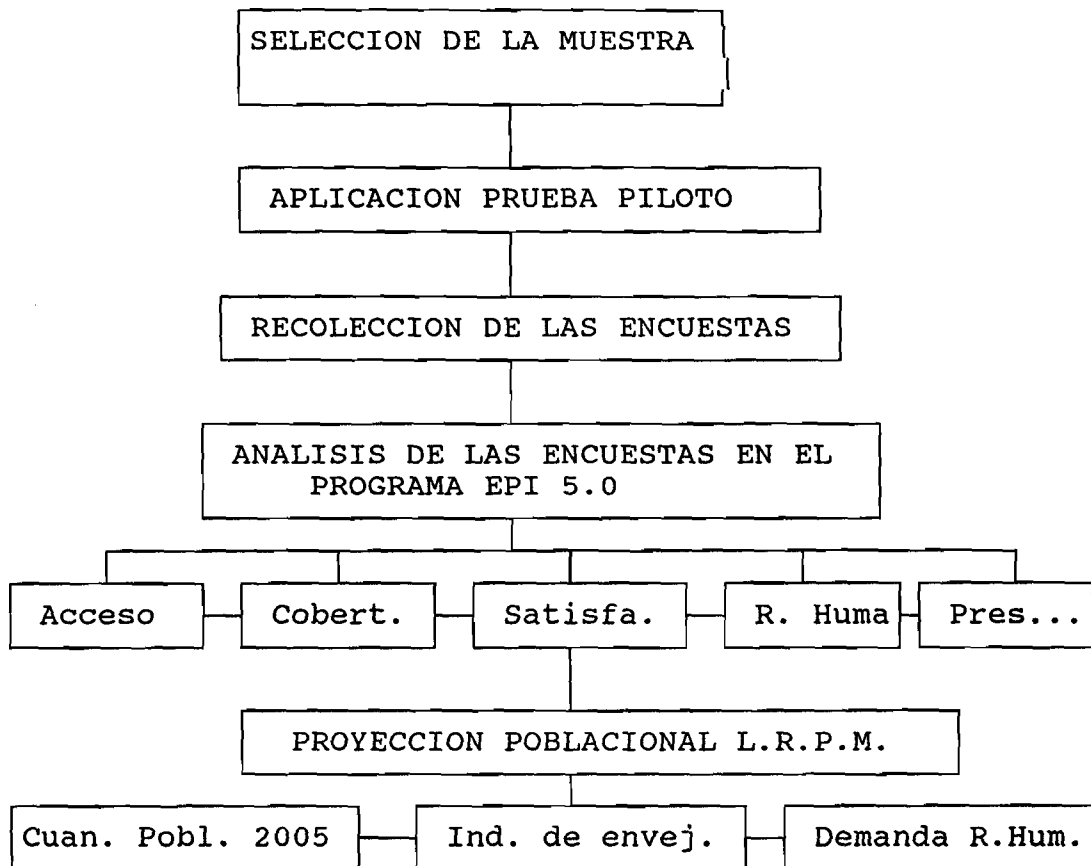 SELECCION DE LA MUESTRA
APLICACION PRUEBA PILOTO
RECOLECCION DE LAS ENCUESTAS
ANALISIS DE LAS ENCUESTAS EN EL
PROGRAMA EPI 5.0
Acceso
Cobert.
Satisfa.
R. Huma
Pres...
PROYECCION POBLACIONAL L.R.P.M.
Cuan. Pobl. 2005
Ind. de envej.
Demanda R.Hum.